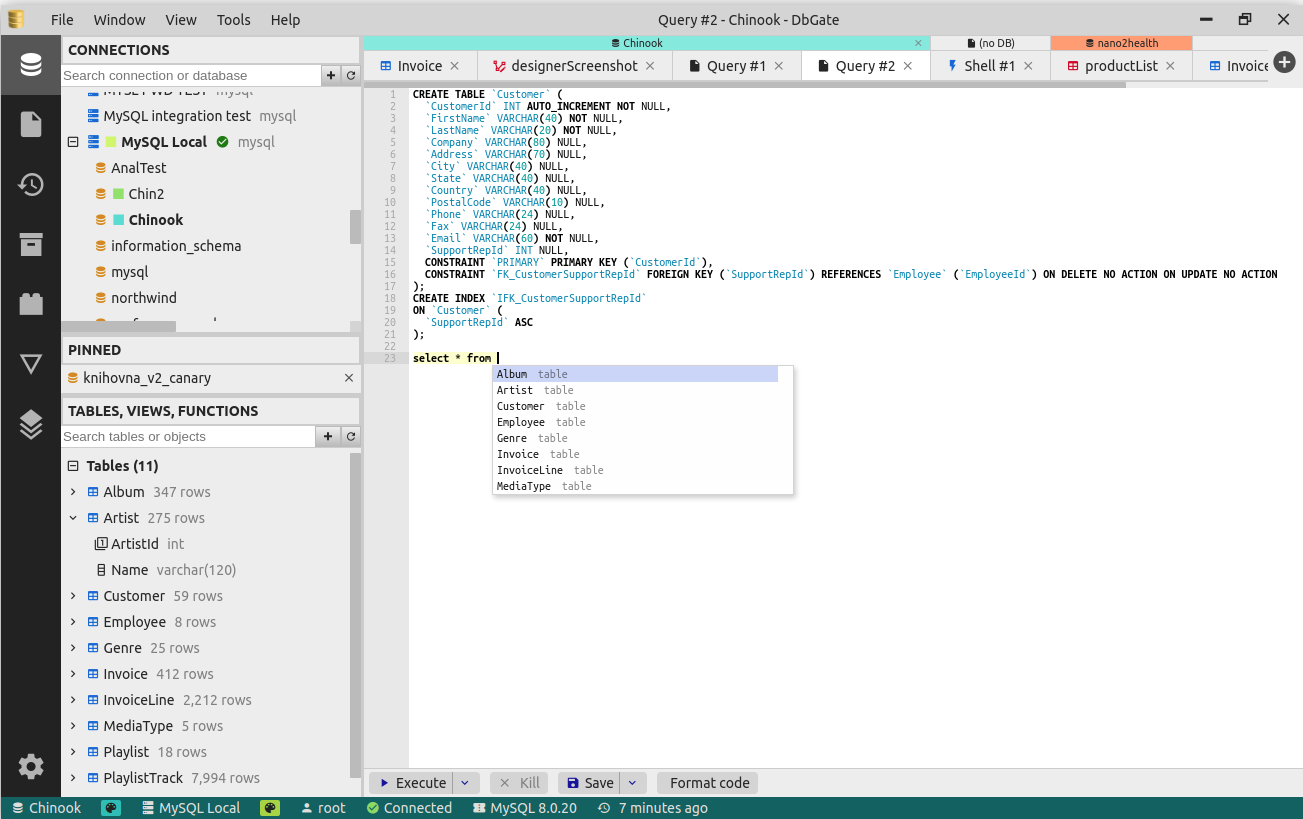 File Window View Tools Help Query #2 - Chinook - DbGate
CONNECTIONS
Search connection or database
MySQL integration test mysql
MySQL Local mysql
AnalTest
Chin2
Chinook
information_schema
mysql
northwind
PINNED
knihovna_v2_canary
TABLES, VIEWS, FUNCTIONS
Search tables or objects
Tables (11)
Album 347 rows
Artist 275 rows
ArtistId int
Name varchar(120)
Customer 59 rows
Employee 8 rows
Genre 25 rows
Invoice 412 rows
InvoiceLine 2,212 rows
MediaType 5 rows
Playlist 18 rows
PlaylistTrack 7,994 rows
Chinook (no DB) nano2health
Invoice designerScreenshot Query #1 Query #2 Shell #1 productList Invoice
1 CREATE TABLE `Customer` (
2 `CustomerId` INT AUTO_INCREMENT NOT NULL,
3 `FirstName` VARCHAR(40) NOT NULL,
4 `LastName` VARCHAR(20) NOT NULL,
5 `Company` VARCHAR(80) NULL,
6 `Address` VARCHAR(70) NULL,
7 `City` VARCHAR(40) NULL,
8 `State` VARCHAR(40) NULL,
9 `Country` VARCHAR(40) NULL,
10 `PostalCode` VARCHAR(10) NULL,
11 `Phone` VARCHAR(24) NULL,
12 `Fax` VARCHAR(24) NULL,
13 `Email` VARCHAR(60) NOT NULL,
14 `SupportRepId` INT NULL,
15 CONSTRAINT `PRIMARY` PRIMARY KEY (`CustomerId`),
16 CONSTRAINT `FK_CustomerSupportRepId` FOREIGN KEY (`SupportRepId`) REFERENCES `Employee` (`EmployeeId`) ON DELETE NO ACTION ON UPDATE NO ACTION
17 );
18 CREATE INDEX `IFK_CustomerSupportRepId`
19 ON `Customer` (
20 `SupportRepId` ASC
21 );
22
23 select * from
Album table
Artist table
Customer table
Employee table
Genre table
Invoice table
InvoiceLine table
MediaType table
Execute Kill Save Format code
Chinook MySQL Local root Connected MySQL 8.0.20 7 minutes ago